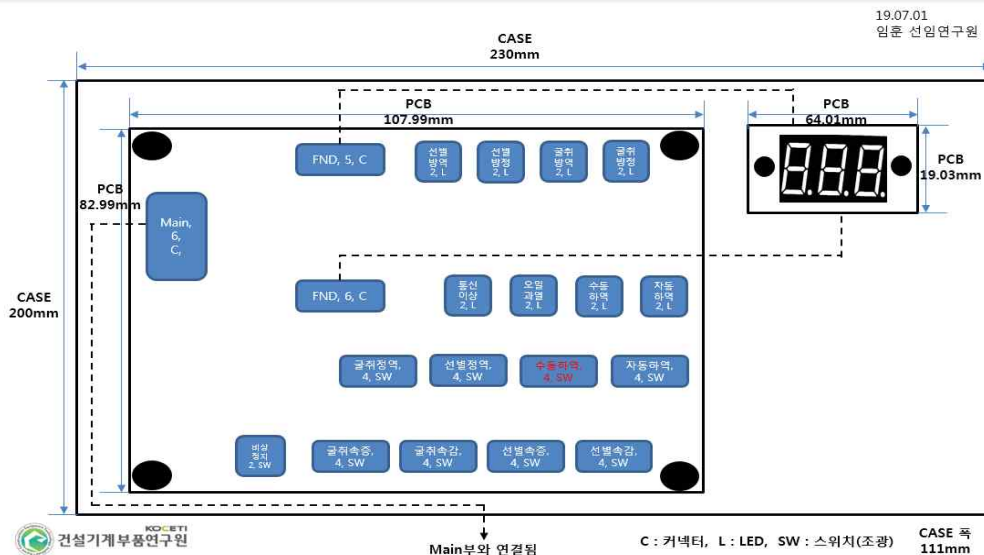 19.07.01
임훈 선임연구원
CASE
230mm
PCB
107.99mm
PCB
64.01mm
PCB
19.03mm
FND, 5, C
선별
방역
2, L
선별
방정
2, L
굴취
방역
2, L
굴취
방정
2, L
PCB
82.99mm
Main,
6,
C,
CASE
200mm
FND, 6, C
통신
이상
2, L
오일
과열
2, L
수동
하역
2, L
자동
하역
2, L
굴취정역,
4, SW
선별정역,
4, SW
수동하역,
4, SW
자동하역,
4, SW
비상
정지
2, SW
굴취속증,
4, SW
굴취속감,
4, SW
선별속증,
4, SW
선별속감,
4, SW
KOCETI
건설기계부품연구원
Main부와 연결됨
C : 커넥터, L : LED, SW : 스위치(조광)
CASE 폭
111mm